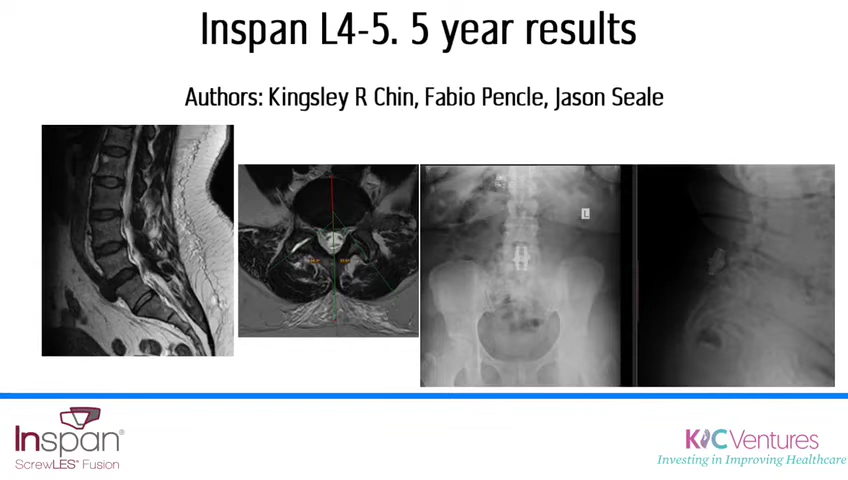 Inspan L4-5. 5 year results
Authors: Kingsley R Chin, Fabio Pencle, Jason Seale
L
Inspan®
ScrewLES® Fusion
KIC Ventures
Investing in Improving Healthcare